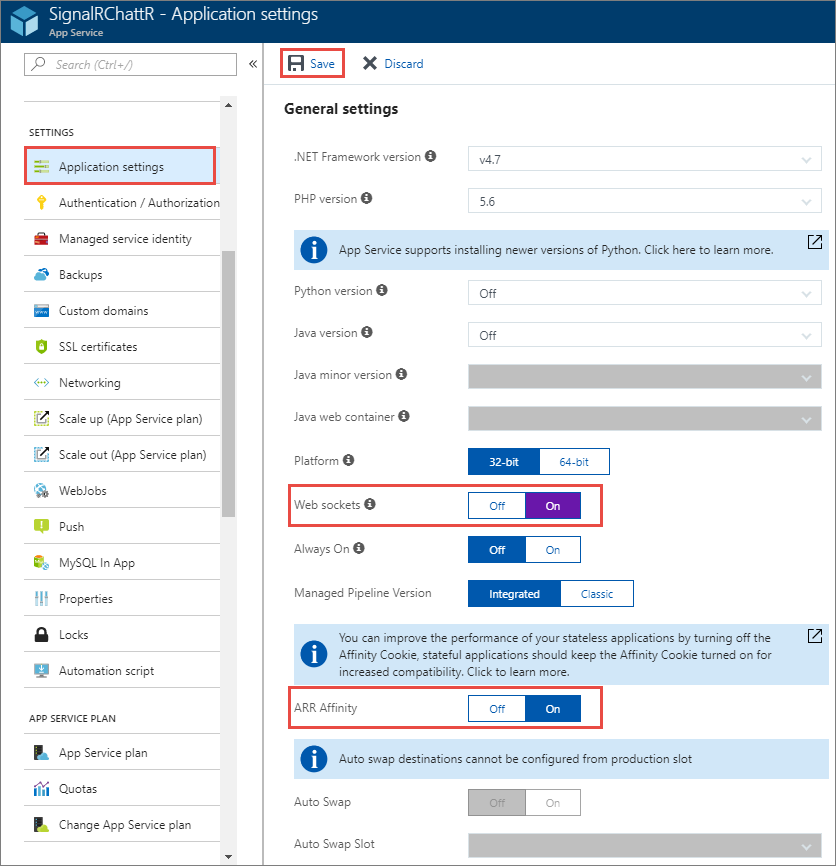 SignalRChattR - Application settings
App Service
Search (Ctrl+/)
«
SETTINGS
Application settings
Authentication / Authorization
Managed service identity
Backups
Custom domains
SSL certificates
Networking
Scale up (App Service plan)
Scale out (App Service plan)
WebJobs
Push
MySQL In App
Properties
Locks
Automation script
APP SERVICE PLAN
App Service plan
Quotas
Change App Service plan
Save Discard
General settings
.NET Framework version v4.7
PHP version 5.6
App Service supports installing newer versions of Python. Click here to learn more.
Python version Off
Java version Off
Java minor version
Java web container
Platform 32-bit 64-bit
Web sockets Off On
Always On Off On
Managed Pipeline Version Integrated Classic
You can improve the performance of your stateless applications by turning off the
Affinity Cookie, stateful applications should keep the Affinity Cookie turned on for
increased compatibility. Click to learn more.
ARR Affinity Off On
Auto swap destinations cannot be configured from production slot
Auto Swap Off On
Auto Swap Slot